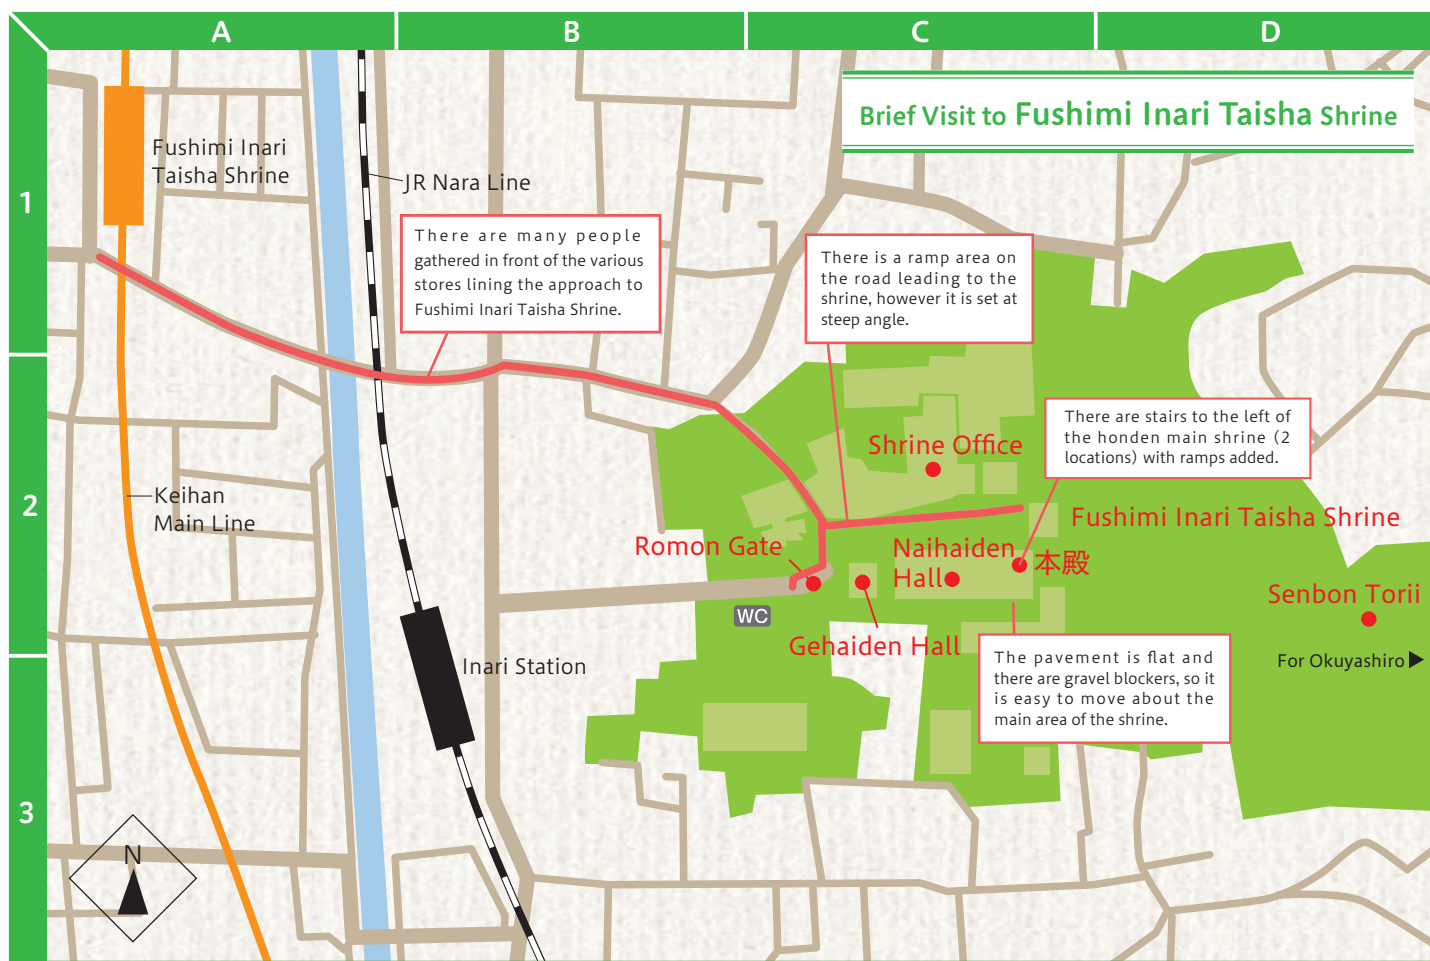 A
B
C
D
1
2
3
Brief Visit to Fushimi Inari Taisha Shrine
Fushimi Inari
Taisha Shrine
JR Nara Line
There are many people
gathered in front of the various
stores lining the approach to
Fushimi Inari Taisha Shrine.
There is a ramp area on
the road leading to the
shrine, however it is set at
steep angle.
There are stairs to the left of
the honden main shrine (2
locations) with ramps added.
Shrine Office
Keihan
Main Line
Fushimi Inari Taisha Shrine
Romon Gate
Naihaiden
Hall
本殿
Senbon Torii
WC
Gehaiden Hall
Inari Station
For Okuyashiro
The pavement is flat and
there are gravel blockers, so it
is easy to move about the
main area of the shrine.
N